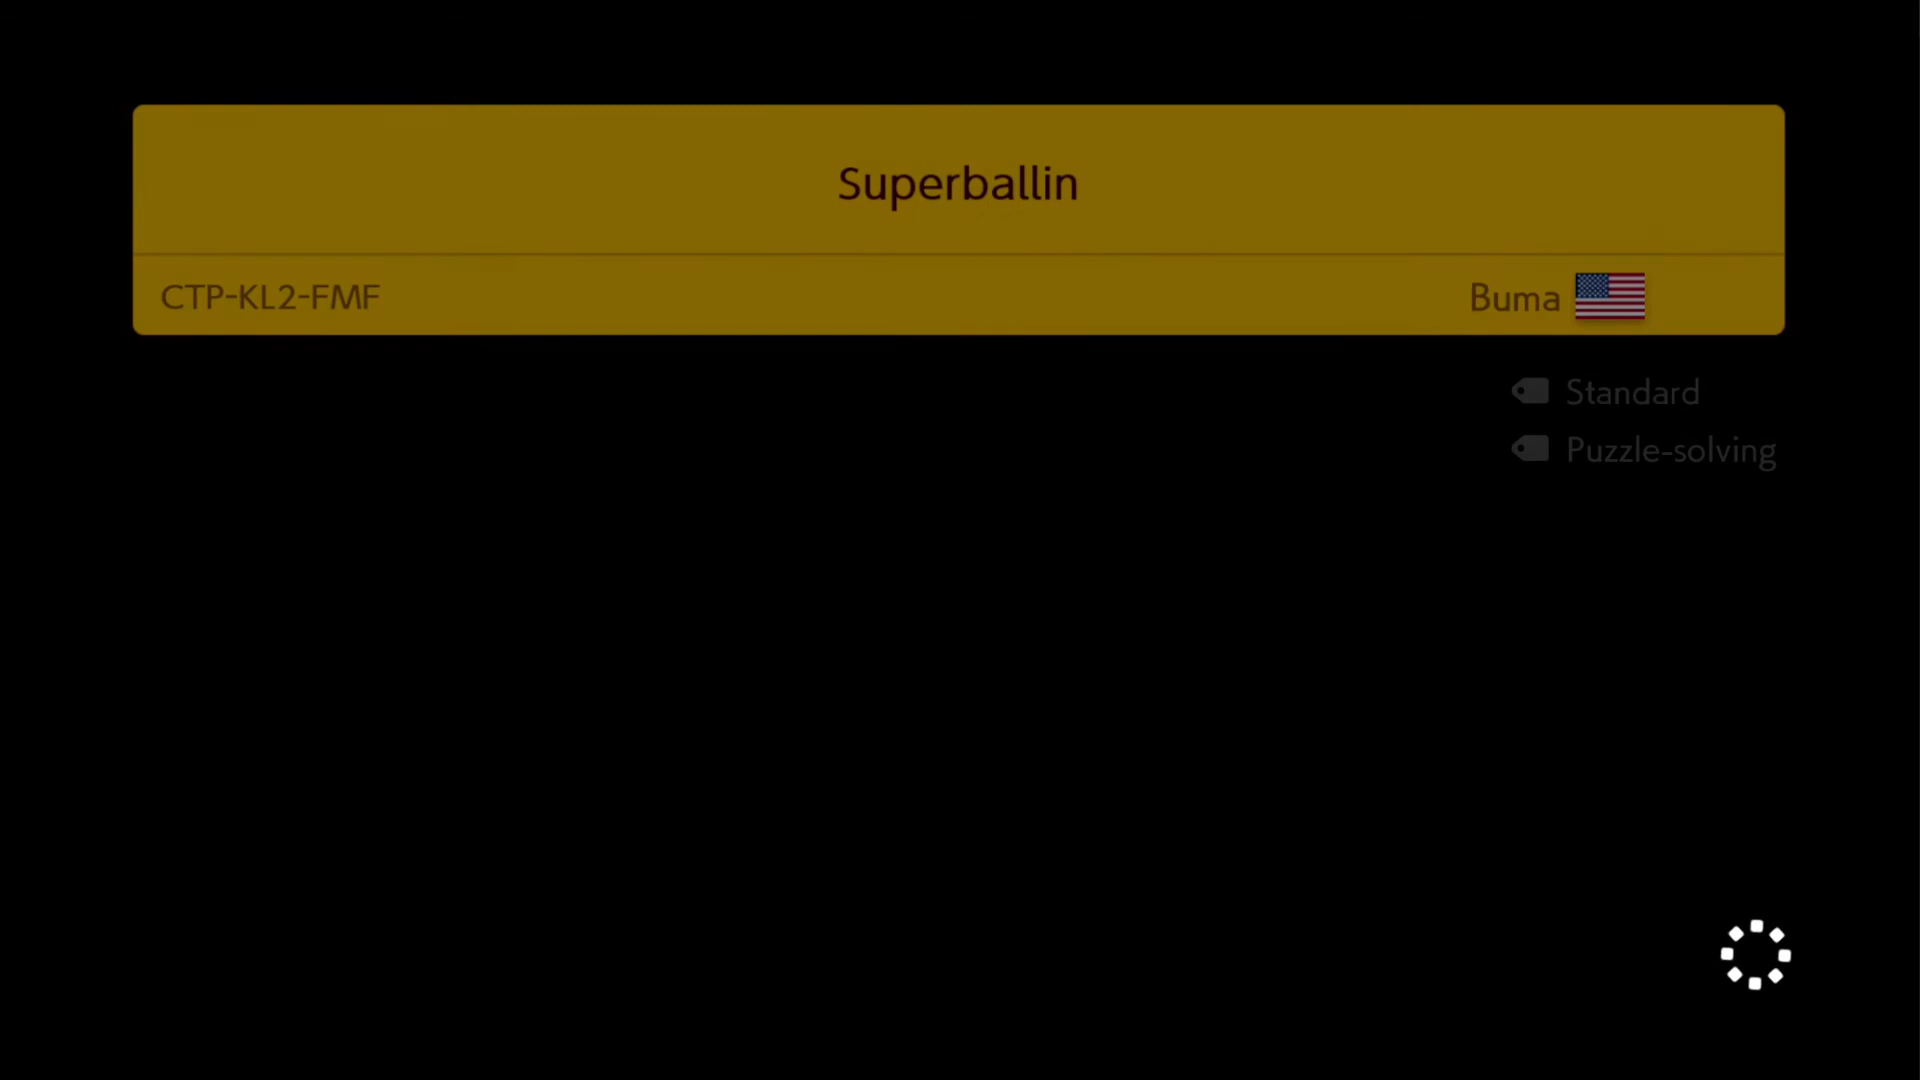 Superballin
CTP-KL2-FMF
Buma
Standard
Puzzle-solving